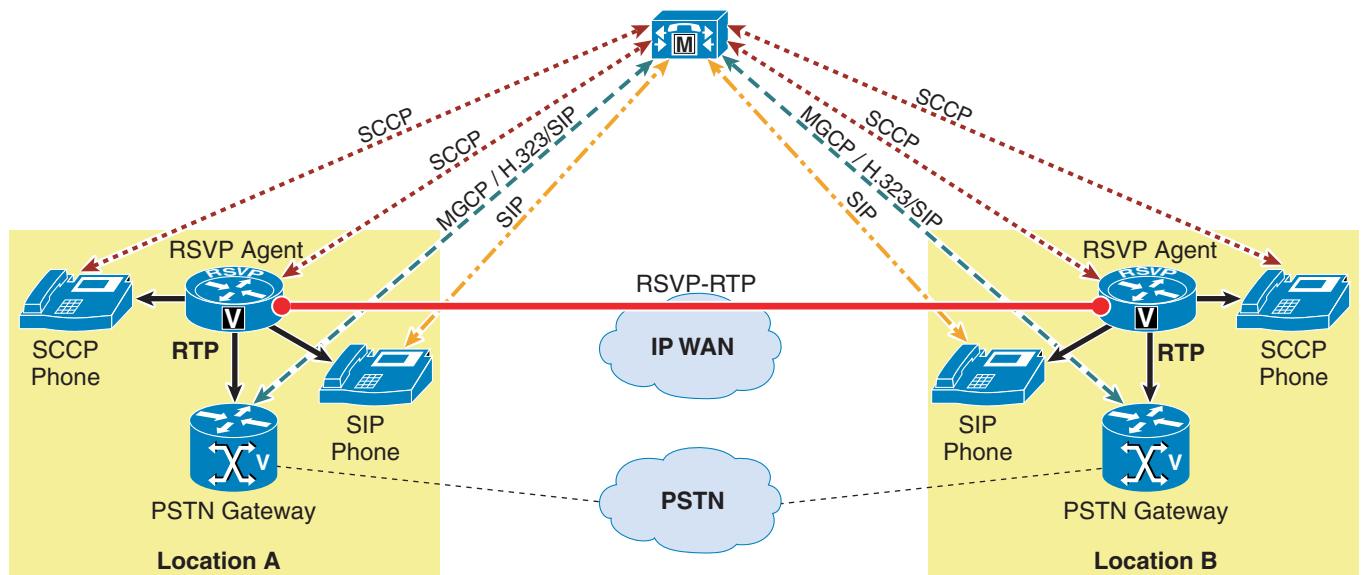 M
SCCP
SCCP
MGCP / H.323/SIP
SIP
SCCP
SCCP
MGCP / H.323/SIP
SIP
RSVP Agent
RSVP
V
SCCP
Phone
RTP
SIP
Phone
V
PSTN Gateway
Location A
RSVP-RTP
IP WAN
PSTN
RSVP Agent
RSVP
V
SCCP
Phone
RTP
SIP
Phone
V
PSTN Gateway
Location B